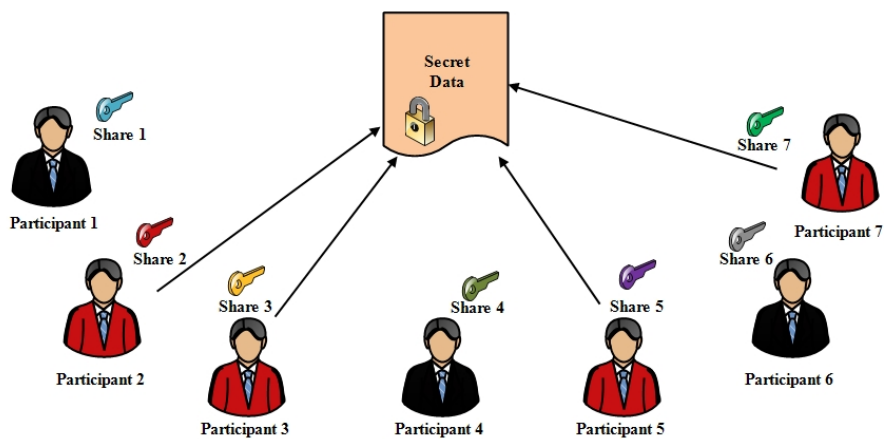 Secret
Data
Share 1
Participant 1
Share 2
Participant 2
Share 3
Participant 3
Share 4
Participant 4
Share 5
Participant 5
Share 6
Participant 6
Share 7
Participant 7